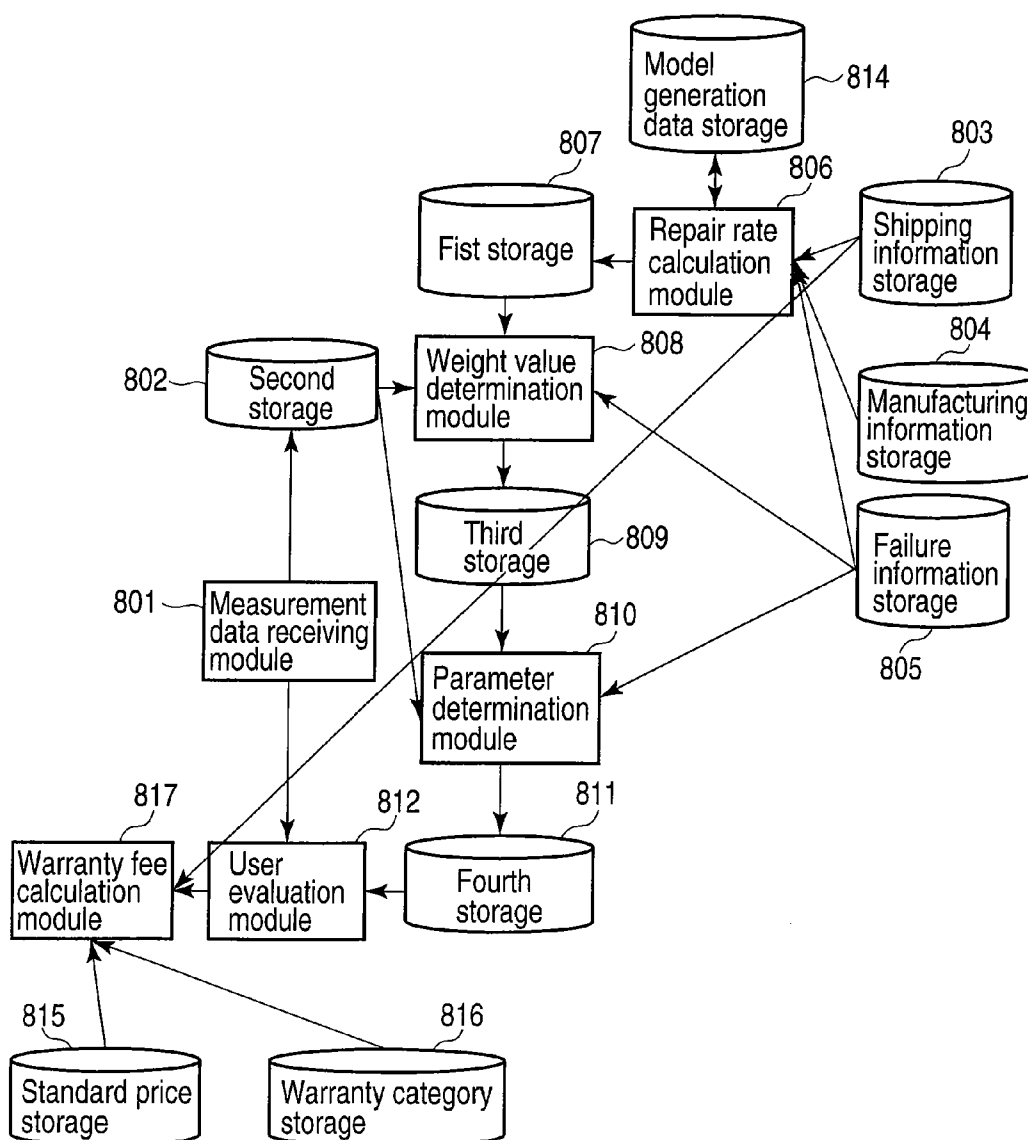 Model
generation
data storage
814
807
806
803
Fist storage
Repair rate
calculation
module
Shipping
information
storage
802
Second
storage
Weight value
determination
module
808
804
Manufacturing
information
storage
Third
storage
809
Failure
information
storage
805
801
Measurement
data receiving
module
810
Parameter
determination
module
817
812
811
Warranty fee
calculation
module
User
evaluation
module
Fourth
storage
815
816
Standard price
storage
Warranty category
storage